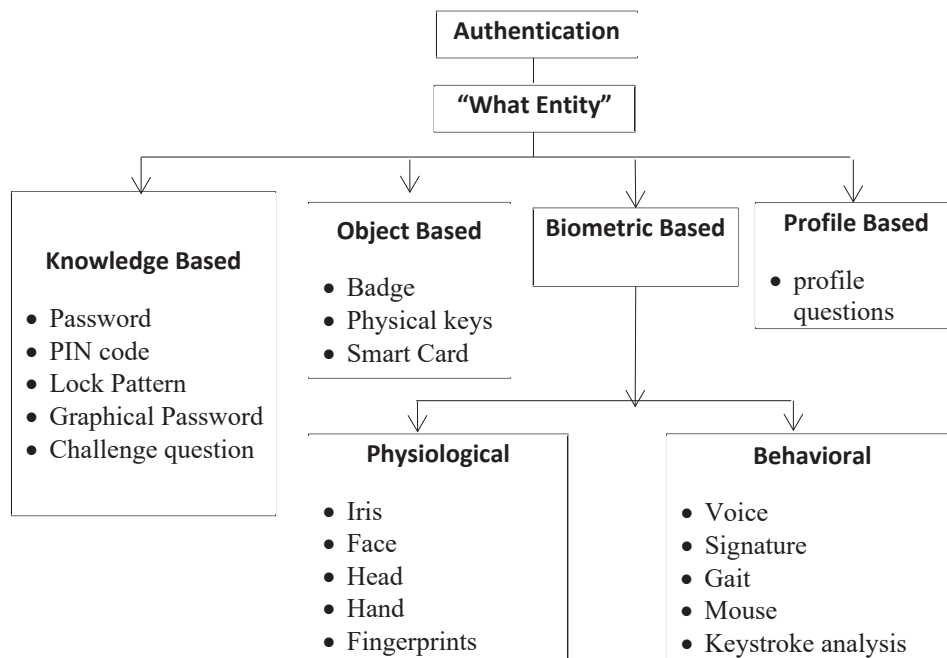 Authentication
“What Entity”
Knowledge Based
• Password
• PIN code
• Lock Pattern
• Graphical Password
• Challenge question
Object Based
• Badge
• Physical keys
• Smart Card
Biometric Based
Profile Based
• profile
questions
Physiological
• Iris
• Face
• Head
• Hand
• Fingerprints
Behavioral
• Voice
• Signature
• Gait
• Mouse
• Keystroke analysis